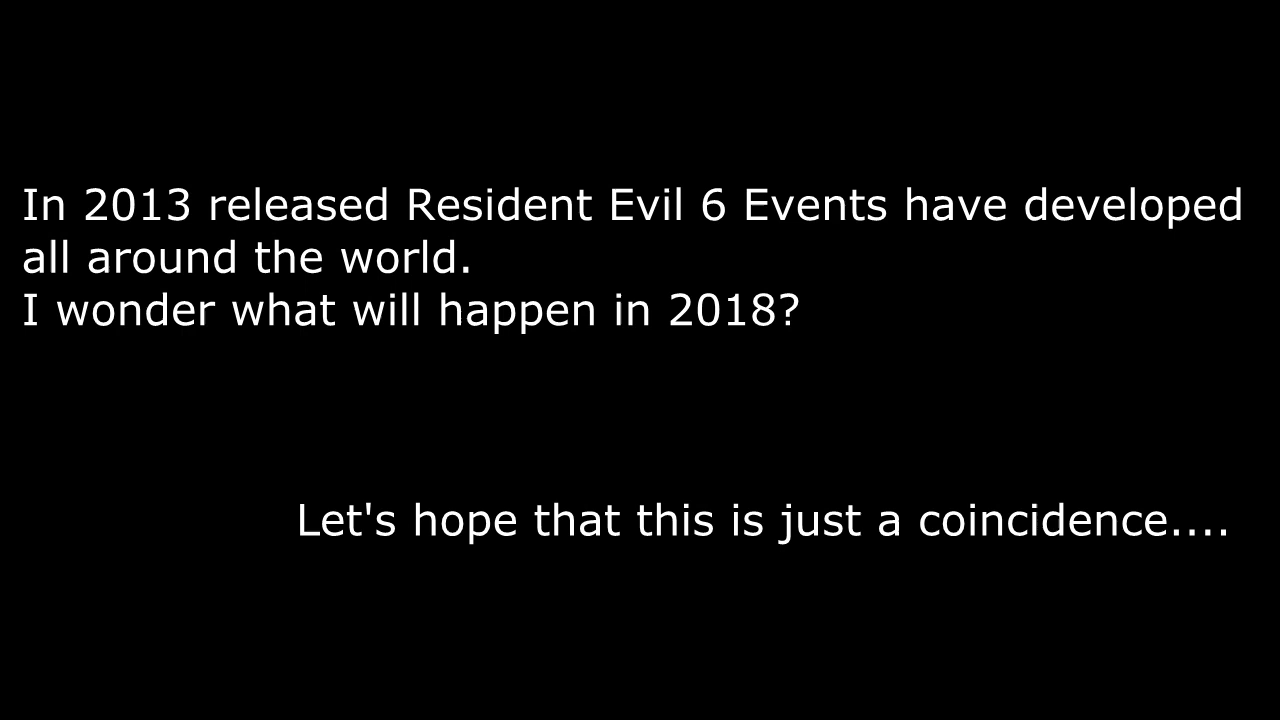 In 2013 released Resident Evil 6 Events have developed
all around the world.
I wonder what will happen in 2018?
Let's hope that this is just a coincidence....